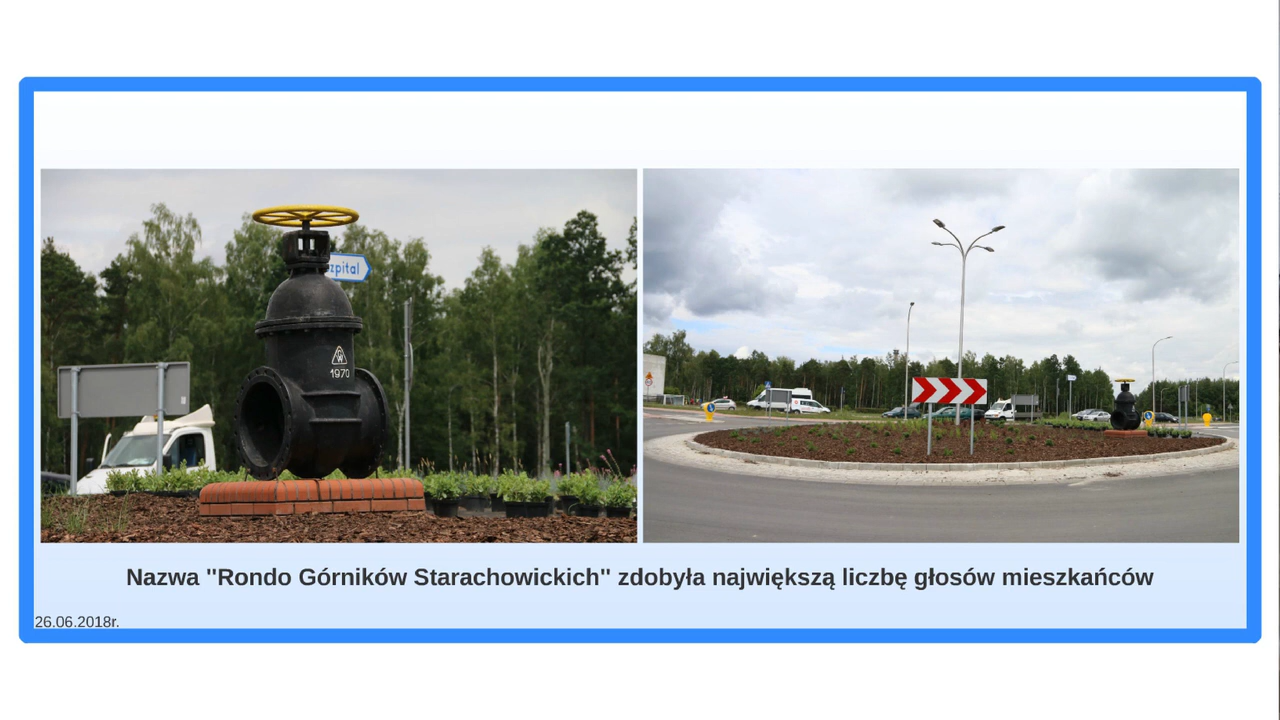 zpital
1970
Nazwa "Rondo Górników Starachowickich" zdobyła największą liczbę głosów mieszkańców
26.06.2018r.